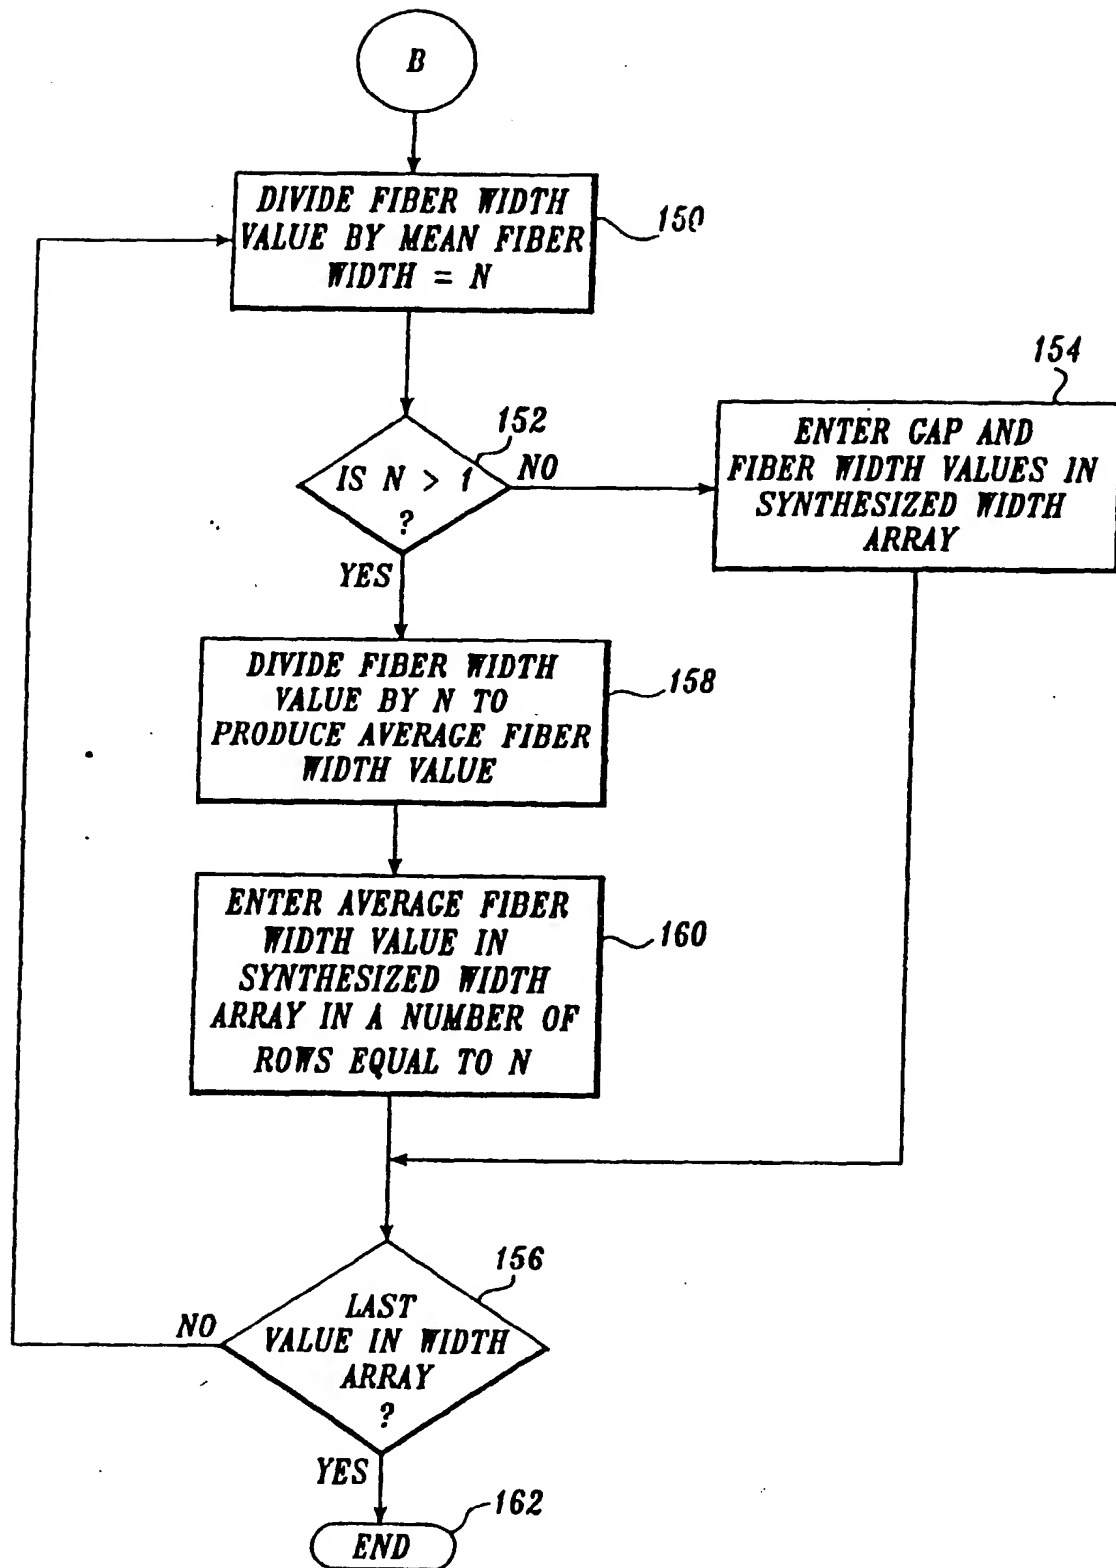 B
DIVIDE FIBER WIDTH
VALUE BY MEAN FIBER
WIDTH = N
150
154
152
IS N > 1
?
NO
YES
ENTER GAP AND
FIBER WIDTH VALUES IN
SYNTHESIZED WIDTH
ARRAY
DIVIDE FIBER WIDTH
VALUE BY N TO
PRODUCE AVERAGE FIBER
WIDTH VALUE
158
ENTER AVERAGE FIBER
WIDTH VALUE IN
SYNTHESIZED WIDTH
ARRAY IN A NUMBER OF
ROWS EQUAL TO N
160
156
NO
LAST
VALUE IN WIDTH
ARRAY
?
YES
162
END